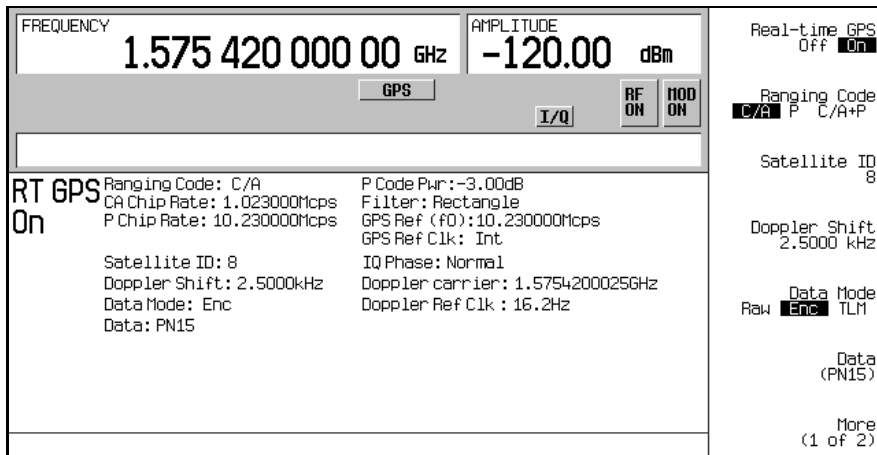 FREQUENCY
1.575 420 000 00 GHz
AMPLITUDE
-120.00 dBm
GPS
I/Q
RF ON
MOD ON
RT GPS On
Ranging Code: C/A
CA Chip Rate: 1.023000Mcps
P Chip Rate: 10.230000Mcps
P Code Pwr:-3.00dB
Filter: Rectangle
GPS Ref (f0):10.230000Mcps
GPS Ref Clk: Int
Satellite ID: 8
Doppler Shift: 2.5000kHz
Data Mode: Enc
Data: PN15
IQ Phase: Normal
Doppler carrier: 1.5754200025GHz
Doppler Ref Clk : 16.2Hz
Real-time GPS
Off On
Ranging Code
C/A P C/A+P
Satellite ID
8
Doppler Shift
2.5000 kHz
Data Mode
Raw Enc TLM
Data
(PN15)
More
(1 of 2)